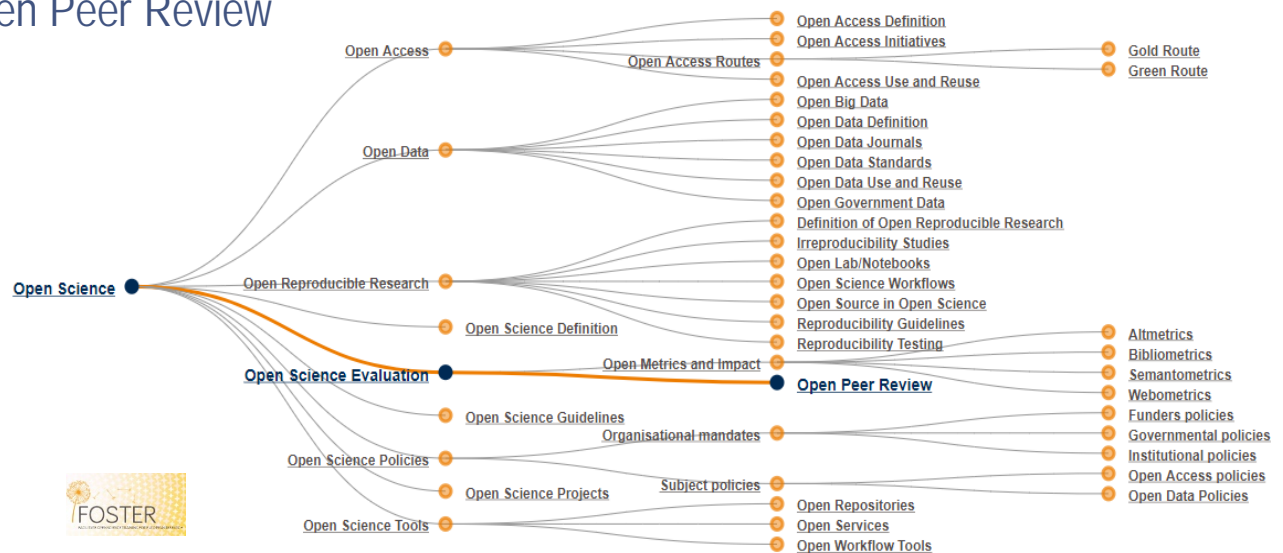 en Peer Review
Open Access
Open Access Definition
Open Access Initiatives
Open Access Routes
Gold Route
Green Route
Open Access Use and Reuse
Open Data
Open Big Data
Open Data Definition
Open Data Journals
Open Data Standards
Open Data Use and Reuse
Open Government Data
Open Science
Open Reproducible Research
Definition of Open Reproducible Research
Irreproducibility Studies
Open Lab/Notebooks
Open Science Workflows
Open Source in Open Science
Reproducibility Guidelines
Reproducibility Testing
Open Science Definition
Open Science Evaluation
Open Metrics and Impact
Altmetrics
Bibliometrics
Semantometrics
Webometrics
Open Peer Review
Open Science Guidelines
Open Science Policies
Organisational mandates
Funders policies
Governmental policies
Institutional policies
Subject policies
Open Access policies
Open Data Policies
Open Science Projects
Open Science Tools
Open Repositories
Open Services
Open Workflow Tools
FOSTER